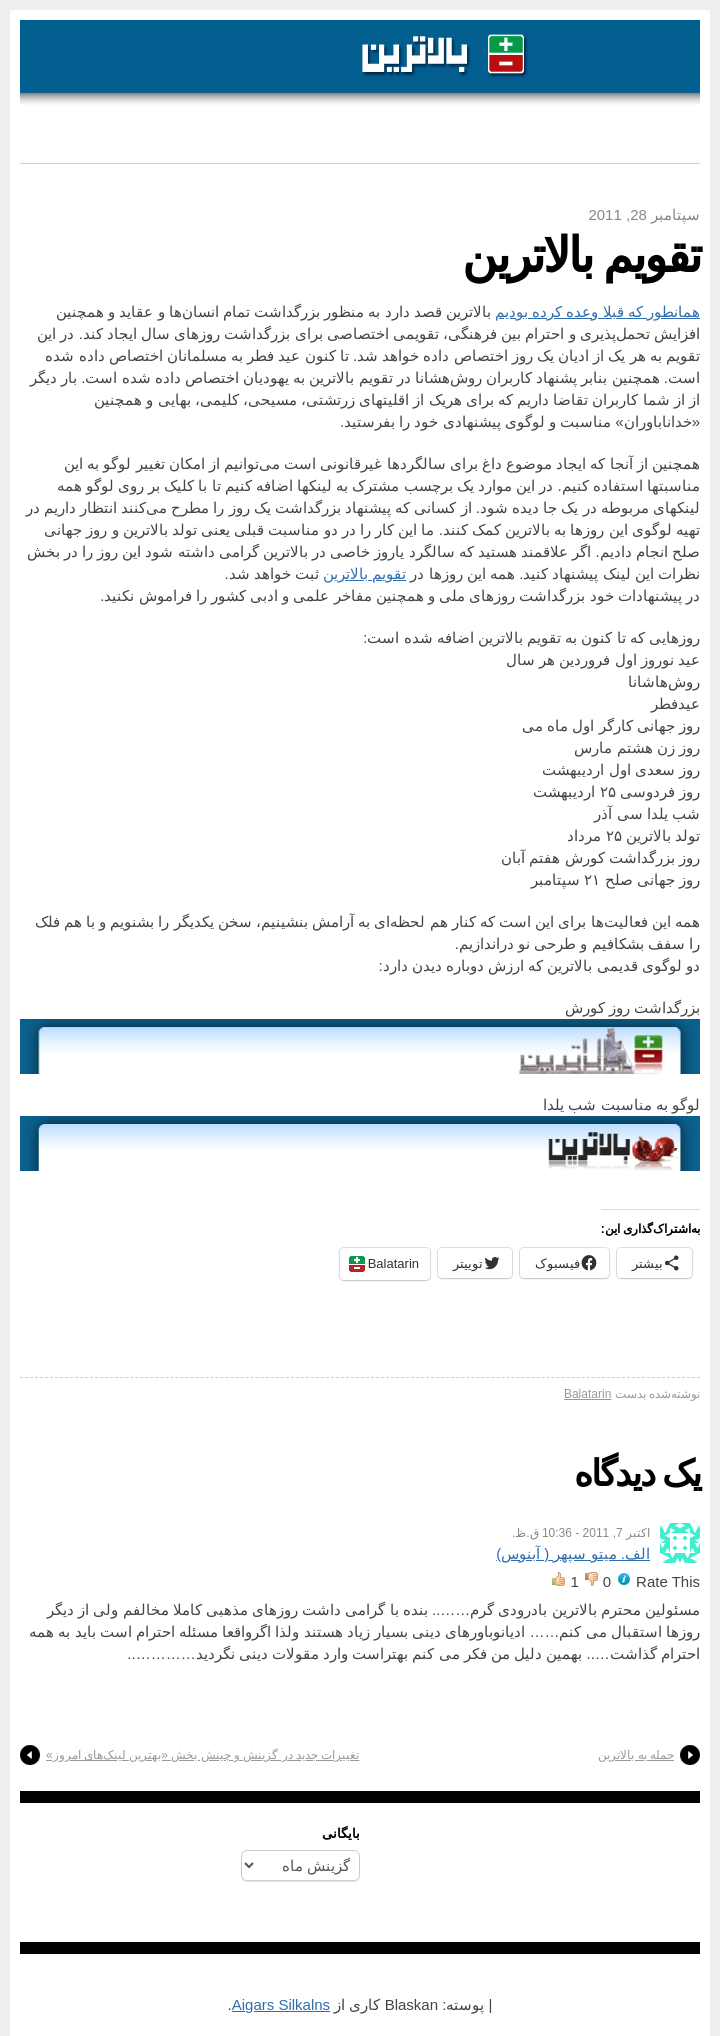 بالاترین
سپتامبر 28, 2011
تقویم بالاترین
همانطور که قبلا وعده کرده بودیم بالاترین قصد دارد به منظور بزرگداشت تمام انسان‌ها و عقاید و همچنین
افزایش تحمل‌پذیری و احترام بین فرهنگی، تقویمی اختصاصی برای بزرگداشت روزهای سال ایجاد کند. در این
تقویم به هر یک از ادیان یک روز اختصاص داده خواهد شد. تا کنون عید فطر به مسلمانان اختصاص داده شده
است. همچنین بنابر پشنهاد کاربران روش‌هشانا در تقویم بالاترین به یهودیان اختصاص داده شده است. بار دیگر
از از شما کاربران تقاضا داریم که برای هریک از اقلیتهای زرتشتی، مسیحی، کلیمی، بهایی و همچنین
«خداناباوران» مناسبت و لوگوی پیشنهادی خود را بفرستید.
همچنین از آنجا که ایجاد موضوع داغ برای سالگردها غیرقانونی است می‌توانیم از امکان تغییر لوگو به این
مناسبتها استفاده کنیم. در این موارد یک برچسب مشترک به لینکها اضافه کنیم تا با کلیک بر روی لوگو همه
لینکهای مربوطه در یک جا دیده شود. از کسانی که پیشنهاد بزرگداشت یک روز را مطرح می‌کنند انتظار داریم در
تهیه لوگوی این روزها به بالاترین کمک کنند. ما این کار را در دو مناسبت قبلی یعنی تولد بالاترین و روز جهانی
صلح انجام دادیم. اگر علاقمند هستید که سالگرد یاروز خاصی در بالاترین گرامی داشته شود این روز را در بخش
نظرات این لینک پیشنهاد کنید. همه این روزها در تقویم بالاترین ثبت خواهد شد.
در پیشنهادات خود بزرگداشت روزهای ملی و همچنین مفاخر علمی و ادبی کشور را فراموش نکنید.
روزهایی که تا کنون به تقویم بالاترین اضافه شده است:
عید نوروز اول فروردین هر سال
روش‌هاشانا
عیدفطر
روز جهانی کارگر اول ماه می
روز زن هشتم مارس
روز سعدی اول اردیبهشت
روز فردوسی ۲۵ اردیبهشت
شب یلدا سی آذر
تولد بالاترین ۲۵ مرداد
روز بزرگداشت کورش هفتم آبان
روز جهانی صلح ۲۱ سپتامبر
همه این فعالیت‌ها برای این است که کنار هم لحظه‌ای به آرامش بنشینیم، سخن یکدیگر را بشنویم و با هم فلک
را سقف بشکافیم و طرحی نو دراندازیم.
دو لوگوی قدیمی بالاترین که ارزش دوباره دیدن دارد:
بزرگداشت روز کورش
بالاترین
لوگو به مناسبت شب یلدا
بالاترین
به‌اشتراک‌گذاری این:
بیشتر فیسبوک توییتر Balatarin
نوشته‌شده بدست Balatarin
یک دیدگاه
اکتبر 7, 2011 - 10:36 ق.ظ.
الف. میتو سپهر ( آبنوس)
Rate This 0 1
مسئولین محترم بالاترین بادرودی گرم…….. بنده با گرامی داشت روزهای مذهبی کاملا مخالفم ولی از دیگر
روزها استقبال می کنم…… ادیانوباورهای دینی بسیار زیاد هستند ولذا اگرواقعا مسئله احترام است باید به همه
احترام گذاشت….. بهمین دلیل من فکر می کنم بهتراست وارد مقولات دینی نگردید…………..
حمله به بالاترین
تغییرات جدید در گزینش و چینش بخش «بهترین لینک‌های امروز»
بایگانی
گزینش ماه
| پوسته: Blaskan کاری از Aigars Silkalns.